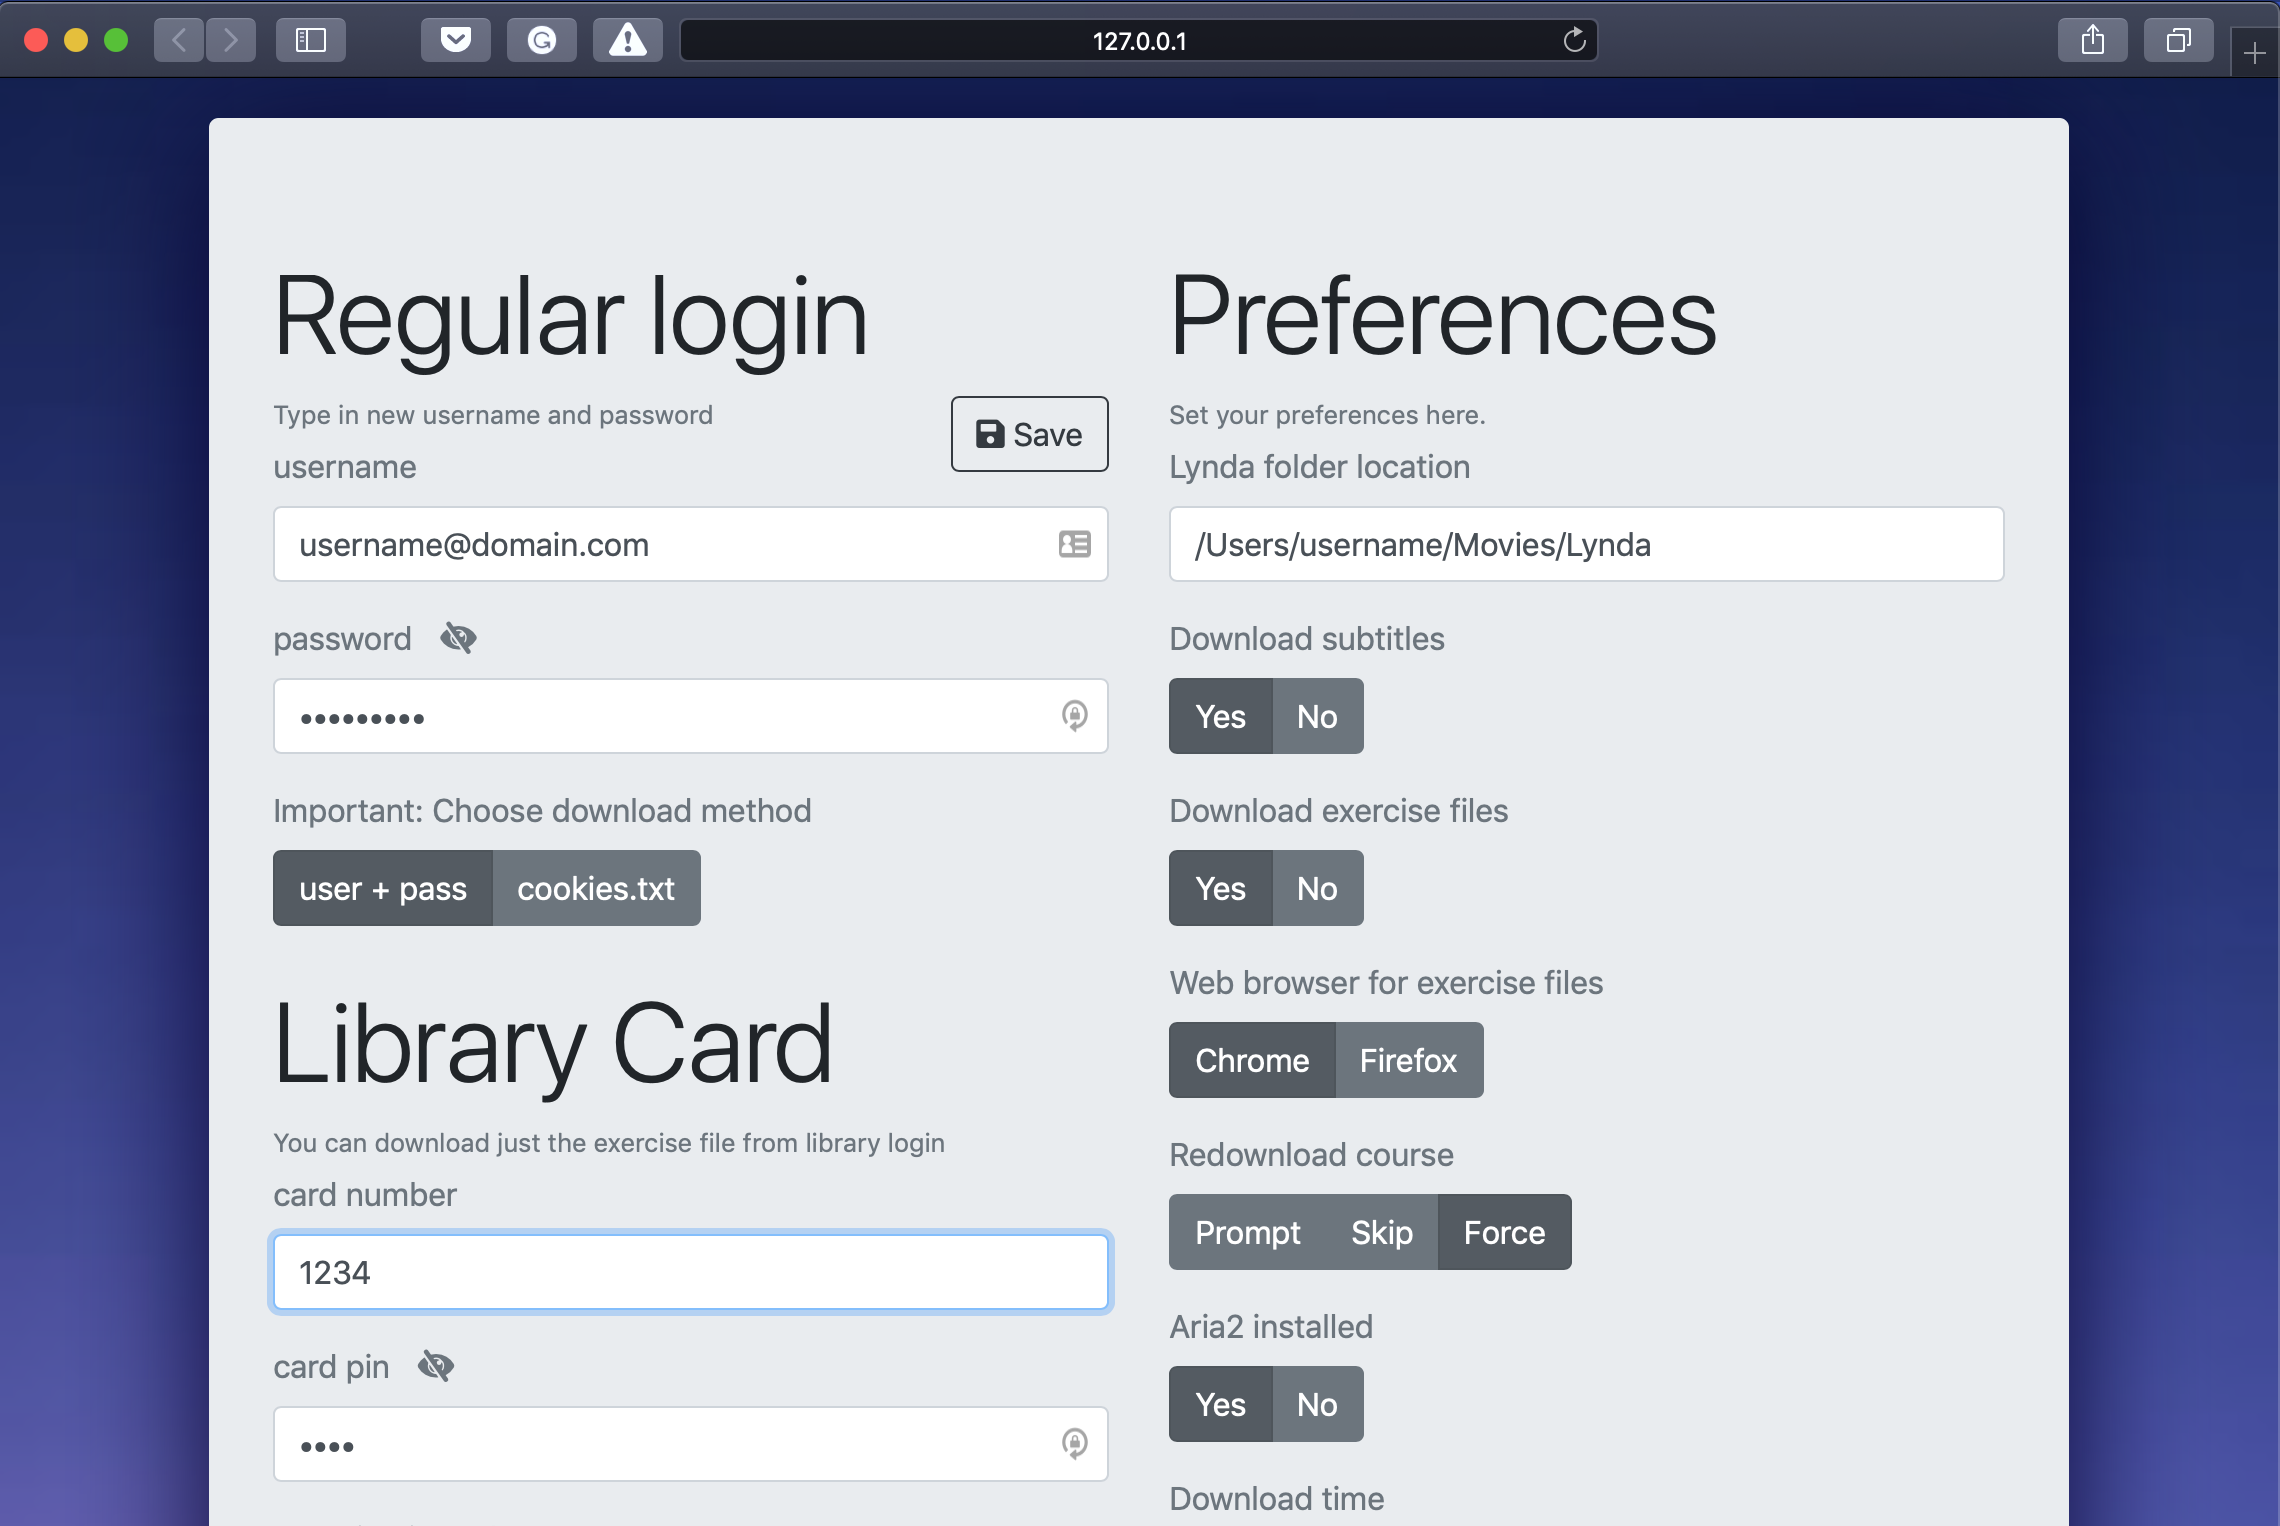 127.0.0.1
Regular login
Type in new username and password
Save
username
username@domain.com
password
•••••••••
Important: Choose download method
user + pass cookies.txt
Library Card
You can download just the exercise file from library login
card number
1234
card pin
••••
Preferences
Set your preferences here.
Lynda folder location
/Users/username/Movies/Lynda
Download subtitles
Yes No
Download exercise files
Yes No
Web browser for exercise files
Chrome Firefox
Redownload course
Prompt Skip Force
Aria2 installed
Yes No
Download time